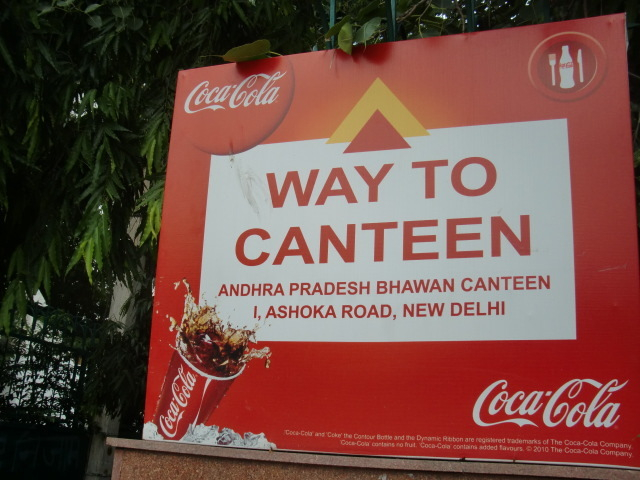 Coca-Cola
WAY TO
CANTEEN
ANDHRA PRADESH BHAWAN CANTEEN
I, ASHOKA ROAD, NEW DELHI
Coca-Cola
Coca-Cola
'Coca-Cola' and 'Coke' the Contour Bottle and the Dynamic Ribbon are registered trademarks of The Coca-Cola Company.
'Coca-Cola' contains no fruit. 'Coca-Cola' contains added flavours. © 2010 The Coca-Cola Company.